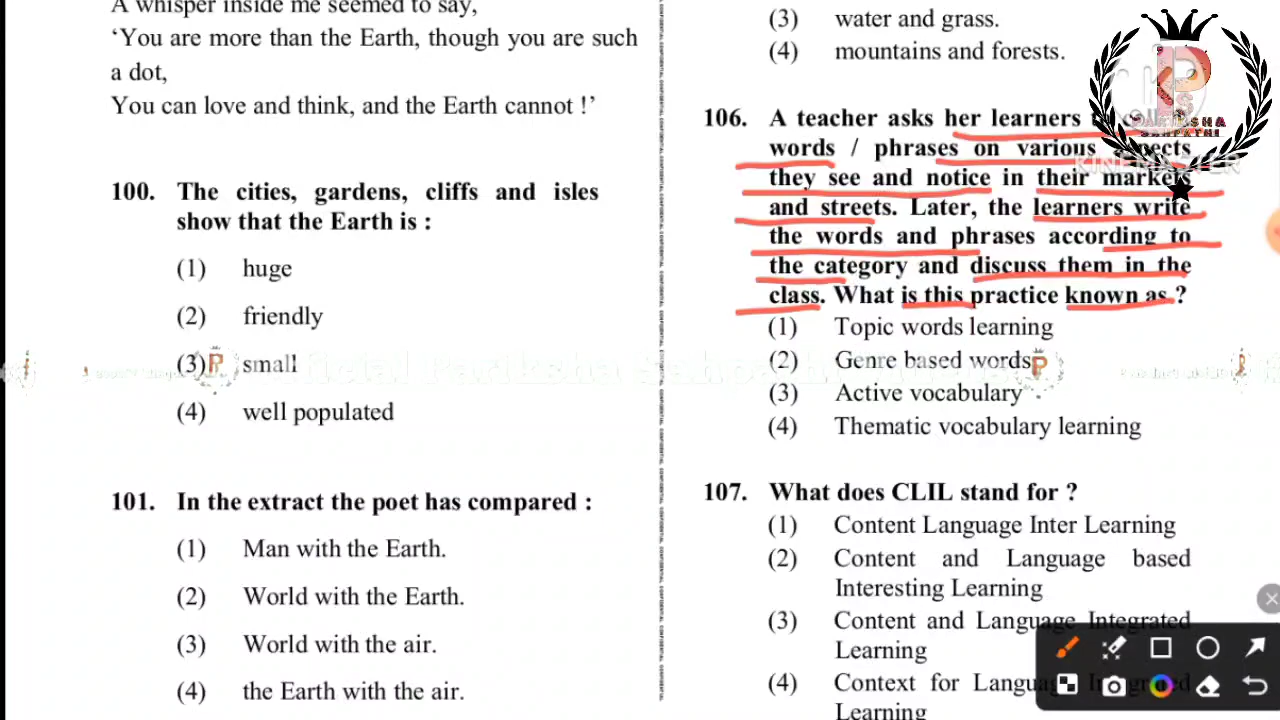 A whisper inside me seemed to say,
‘You are more than the Earth, though you are such
a dot,
You can love and think, and the Earth cannot !’
100. The cities, gardens, cliffs and isles
show that the Earth is :
(1) huge
(2) friendly
(3) small
(4) well populated
101. In the extract the poet has compared :
(1) Man with the Earth.
(2) World with the Earth.
(3) World with the air.
(4) the Earth with the air.
(3) water and grass.
(4) mountains and forests.
106. A teacher asks her learners
words / phrases on various aspects
they see and notice in their markets
and streets. Later, the learners write
the words and phrases according to
the category and discuss them in the
class. What is this practice known as ?
(1) Topic words learning
(2) Genre based words
(3) Active vocabulary
(4) Thematic vocabulary learning
107. What does CLIL stand for ?
(1) Content Language Inter Learning
(2) Content and Language based
Interesting Learning
(3) Content and Language Integrated
Learning
(4) Context for Language
Learning
KINEMASTER